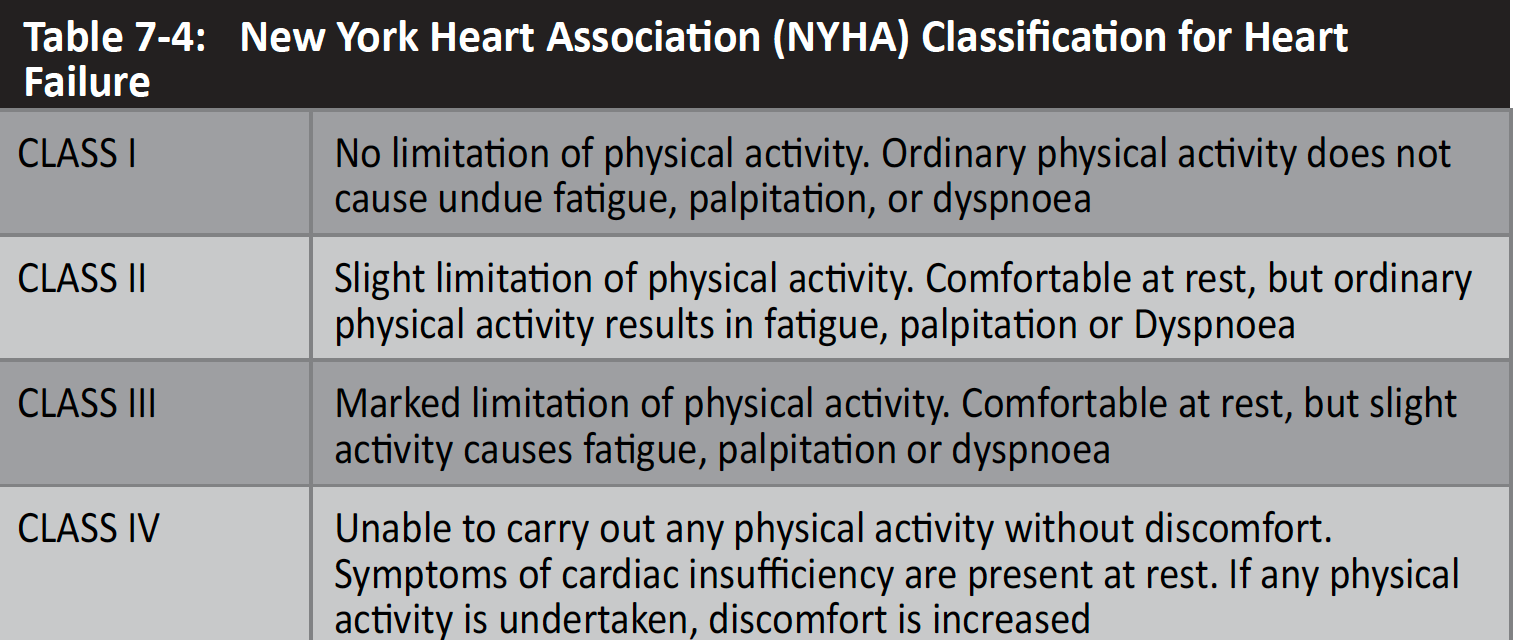 Table 7-4: New York Heart Association (NYHA) Classification for Heart
Failure
CLASS I
No limitation of physical activity. Ordinary physical activity does not
cause undue fatigue, palpitation, or dyspnoea
CLASS II
Slight limitation of physical activity. Comfortable at rest, but ordinary
physical activity results in fatigue, palpitation or Dyspnoea
CLASS III
Marked limitation of physical activity. Comfortable at rest, but slight
activity causes fatigue, palpitation or dyspnoea
CLASS IV
Unable to carry out any physical activity without discomfort.
Symptoms of cardiac insufficiency are present at rest. If any physical
activity is undertaken, discomfort is increased